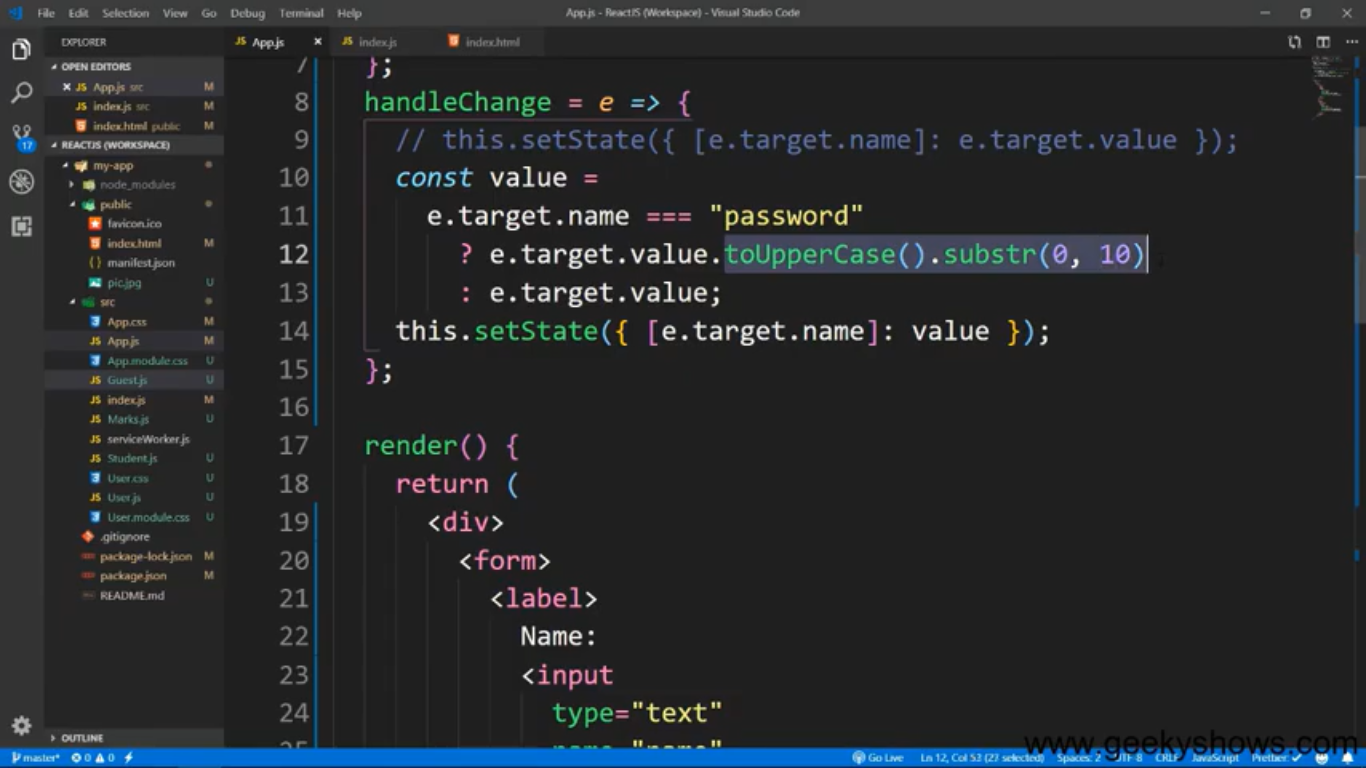 File Edit Selection View Go Debug Terminal Help
App.js - ReactJS (Workspace) - Visual Studio Code
EXPLORER
OPEN EDITORS
App.js src M
index.js src M
index.html public M
REACTJS (WORKSPACE)
my-app
node_modules
public
favicon.ico
index.html M
manifest.json
pic.jpg U
src
App.css M
App.js M
App.module.css U
Guest.js U
index.js M
Marks.js U
serviceWorker.js
Student.js U
User.css U
User.js U
User.module.css U
.gitignore
package-lock.json M
package.json M
README.md
OUTLINE
17
JS App.js
JS index.js
index.html
7 };
8 handleChange = e => {
9 // this.setState({ [e.target.name]: e.target.value });
10 const value =
11 e.target.name === "password"
12 ? e.target.value.toUpperCase().substr(0, 10)
13 : e.target.value;
14 this.setState({ [e.target.name]: value });
15 };
16
17 render() {
18 return (
19 <div>
20 <form>
21 <label>
22 Name:
23 <input
24 type="text"
25 name="name"
www.geekyshows.com
master* 0 0 Go Live Ln 12, Col 53 (27 selected) Spaces: 2 UTF-8 CRLF JavaScript Prettier: ✓